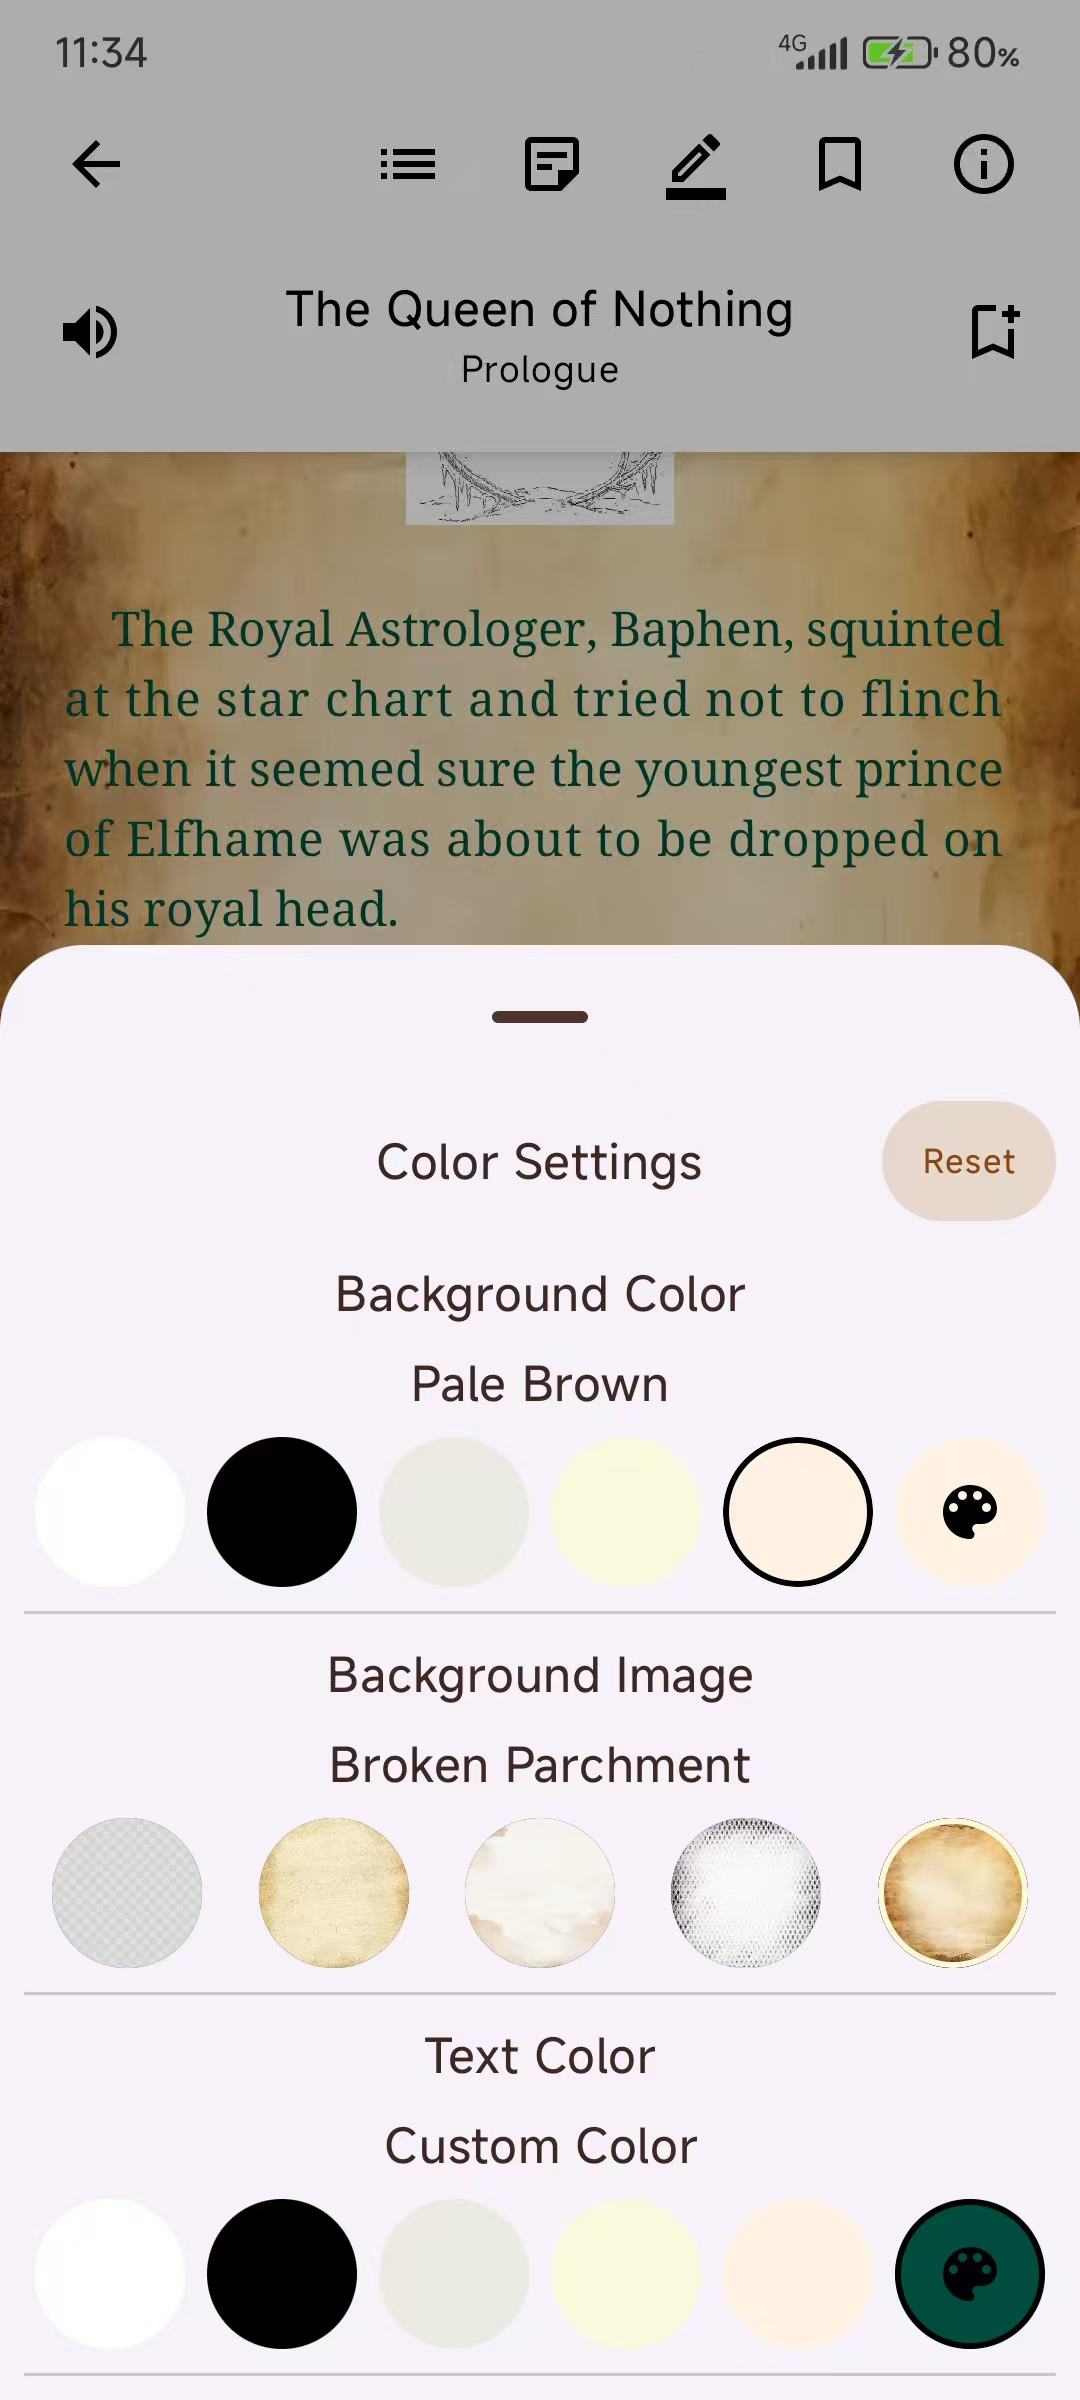 11:34
4G
80%
The Queen of Nothing
Prologue
The Royal Astrologer, Baphen, squinted
at the star chart and tried not to flinch
when it seemed sure the youngest prince
of Elfhame was about to be dropped on
his royal head.
Color Settings
Reset
Background Color
Pale Brown
Background Image
Broken Parchment
Text Color
Custom Color